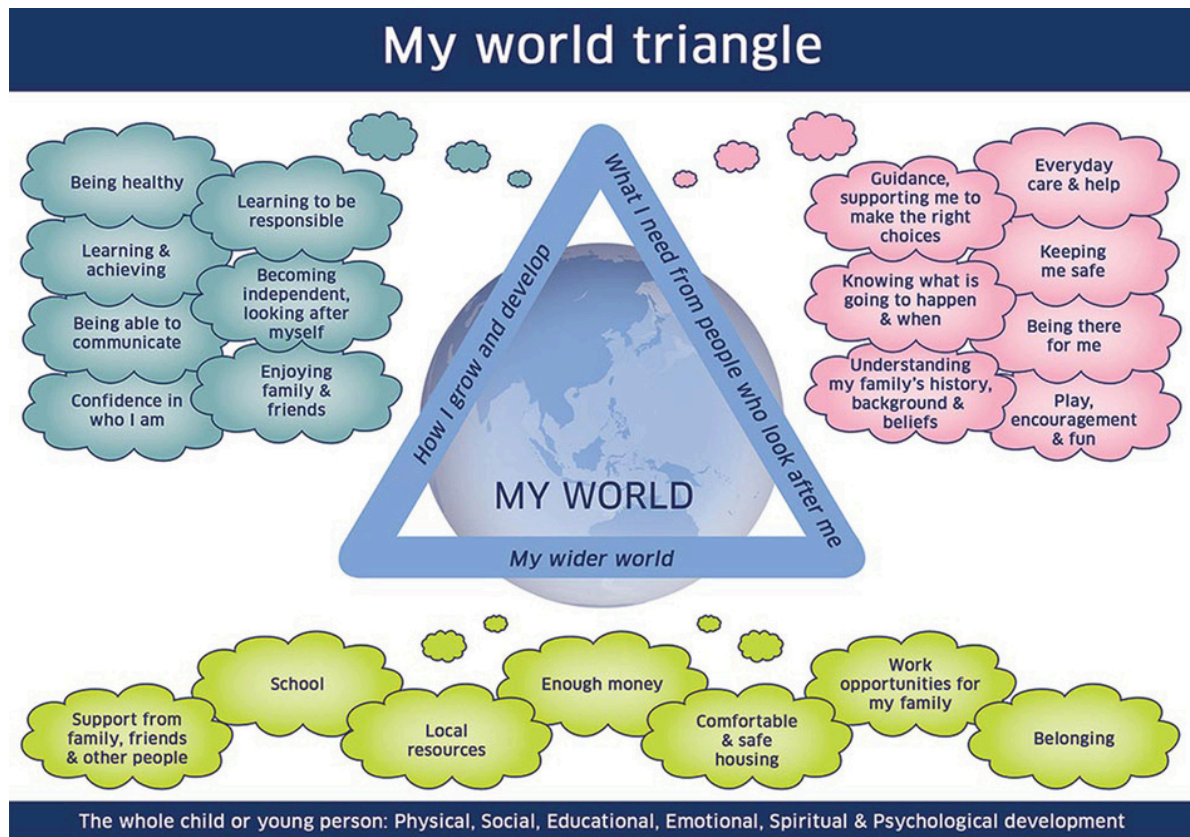 My world triangle
Being healthy
Learning to be
responsible
Learning &
achieving
Becoming
independent,
looking after
myself
Being able to
communicate
Enjoying
family &
friends
Confidence in
who I am
How I grow and develop
What I need from people who look after me
MY WORLD
My wider world
Everyday
care & help
Guidance,
supporting me to
make the right
choices
Keeping
me safe
Knowing what is
going to happen
& when
Being there
for me
Understanding
my family's history,
background &
beliefs
Play,
encouragement
& fun
Support from
family, friends
& other people
School
Local
resources
Enough money
Comfortable
& safe
housing
Work
opportunities for
my family
Belonging
The whole child or young person: Physical, Social, Educational, Emotional, Spiritual & Psychological development